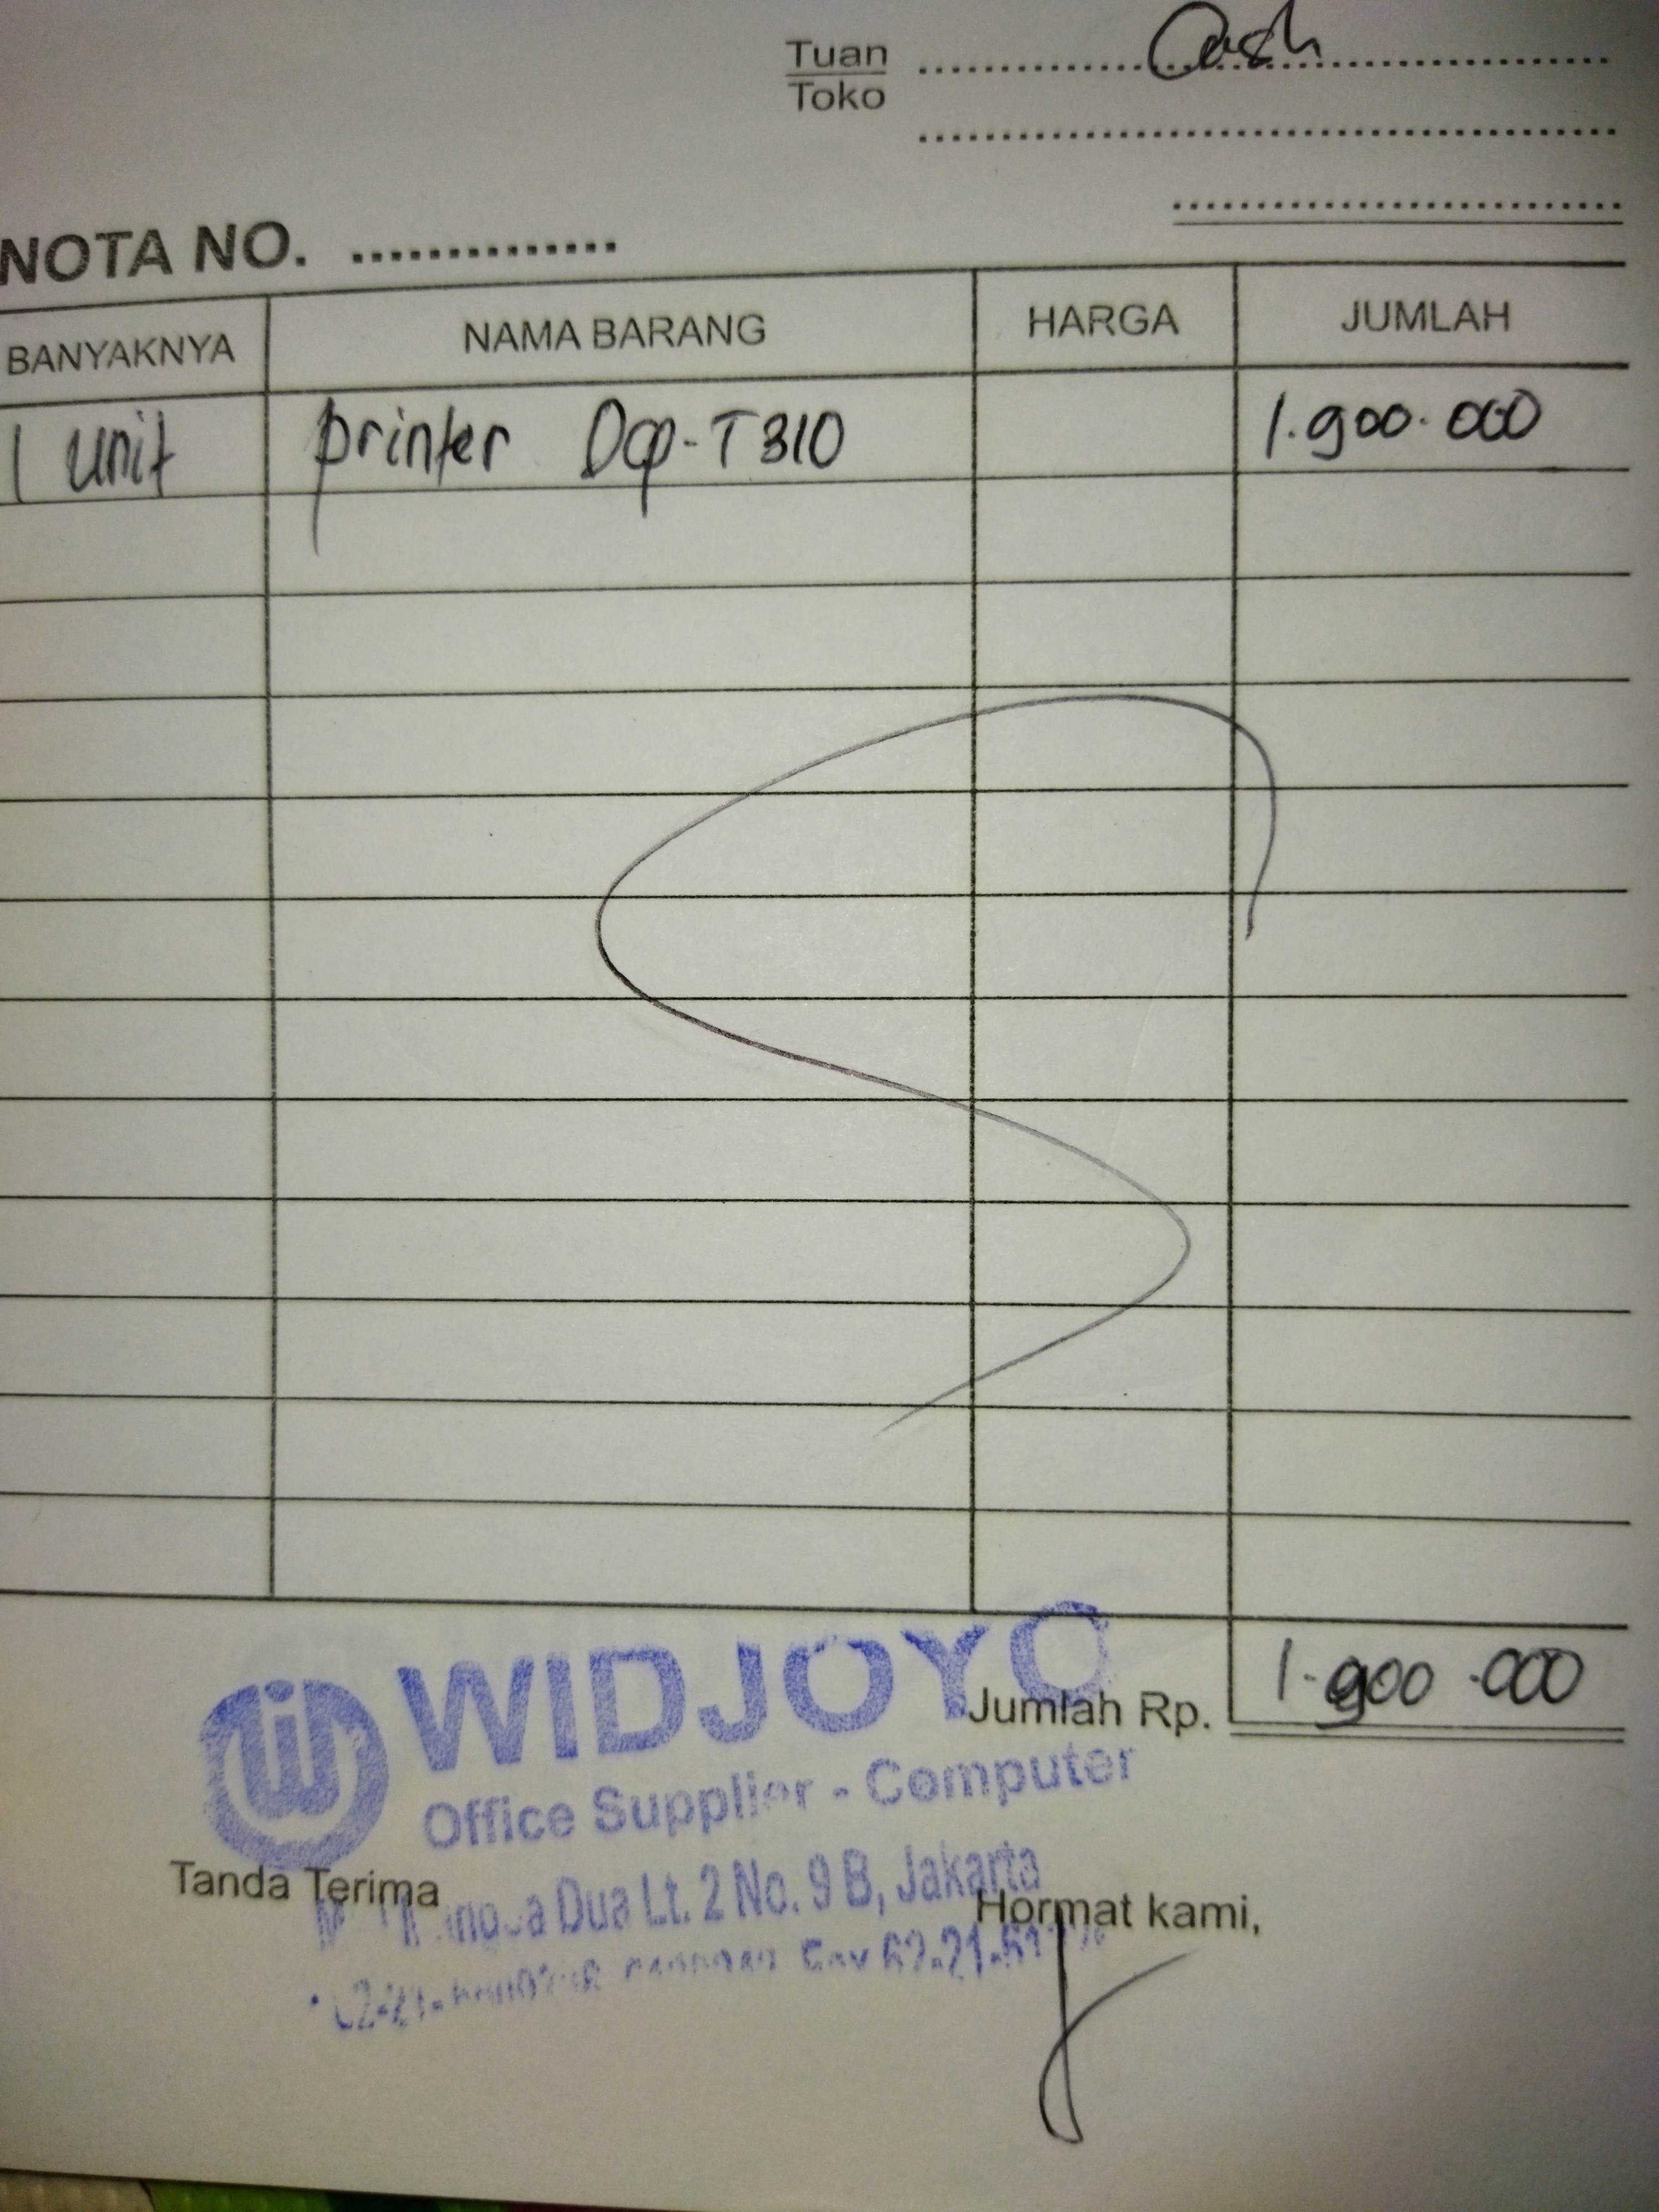 Tuan Cash
Toko
NOTA NO. ..............
BANYAKNYA NAMA BARANG HARGA JUMLAH
1 unit printer Dcp-T310 1.900.000
WIDJOYO
Jumlah Rp. 1.900.000
Office Supplier - Computer
Tanda Terima
Dua Lt. 2 No. 9 B, Jakarta
Hormat kami,